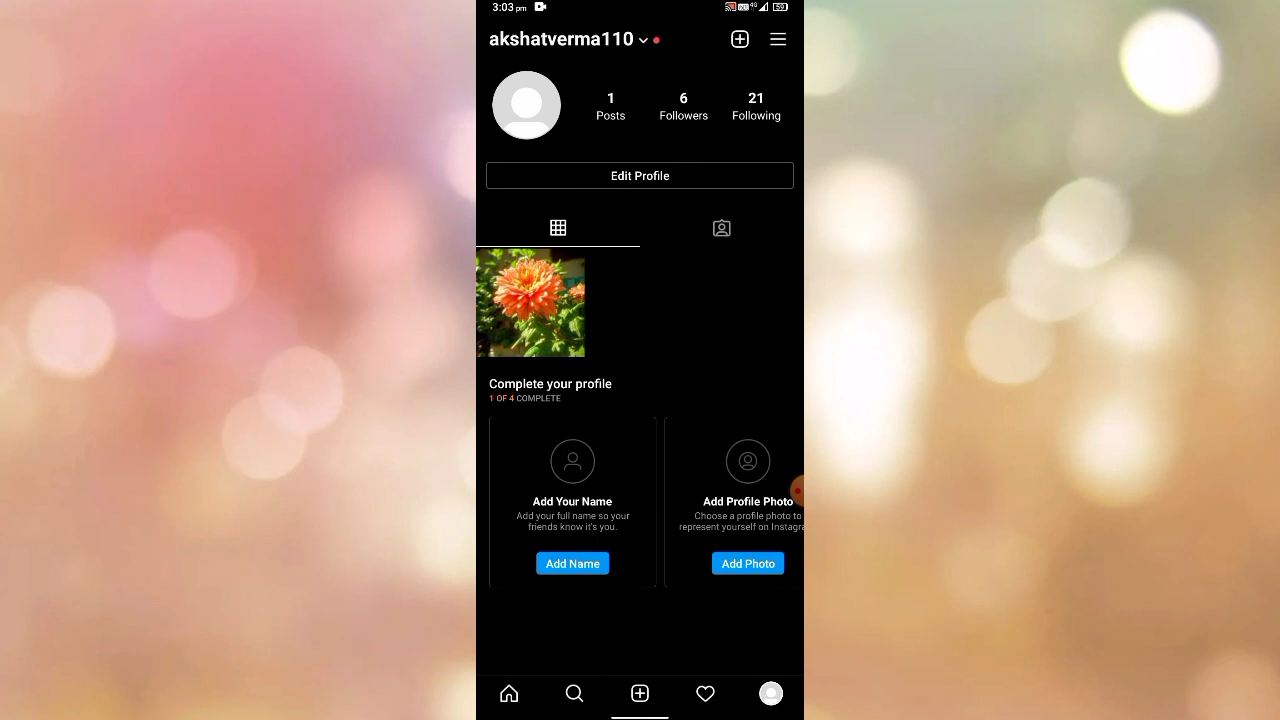 3:03 pm
4G
59
akshatverma110
1
Posts
6
Followers
21
Following
Edit Profile
Complete your profile
1 OF 4 COMPLETE
Add Your Name
Add your full name so your
friends know it's you.
Add Name
Add Profile Photo
Choose a profile photo to
represent yourself on Instagra
Add Photo